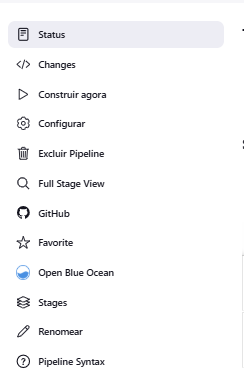 Status
Changes
Construir agora
Configurar
Excluir Pipeline
Full Stage View
GitHub
Favorite
Open Blue Ocean
Stages
Renomear
Pipeline Syntax